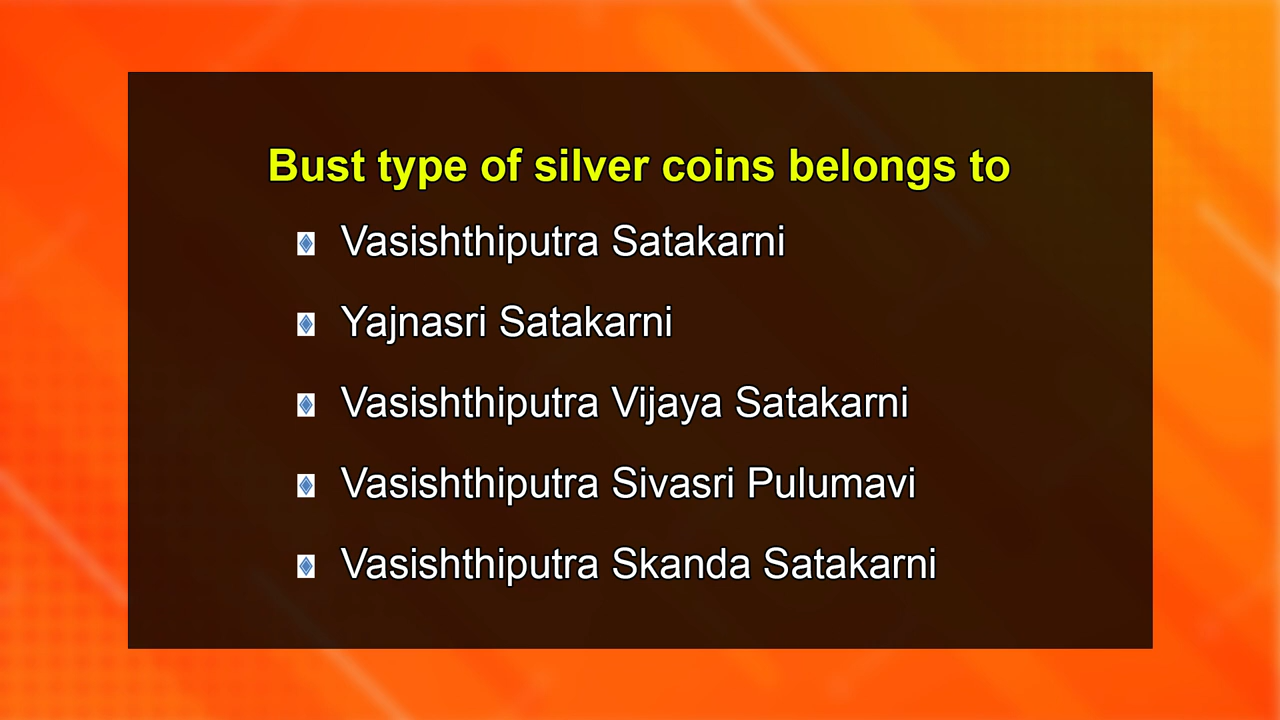 Bust type of silver coins belongs to
Vasishthiputra Satakarni
Yajnasri Satakarni
Vasishthiputra Vijaya Satakarni
Vasishthiputra Sivasri Pulumavi
Vasishthiputra Skanda Satakarni